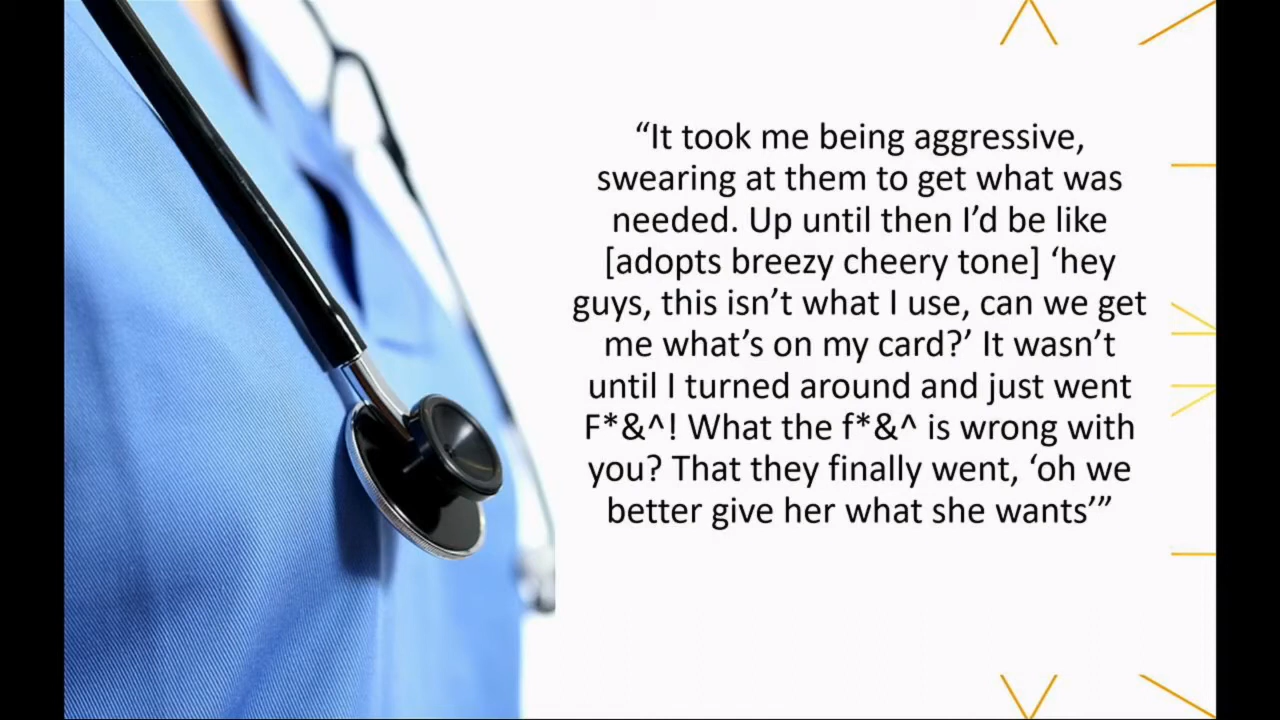 “It took me being aggressive,
swearing at them to get what was
needed. Up until then I’d be like
[adopts breezy cheery tone] ‘hey
guys, this isn’t what I use, can we get
me what’s on my card?’ It wasn’t
until I turned around and just went
F*&^! What the f*&^ is wrong with
you? That they finally went, ‘oh we
better give her what she wants’”